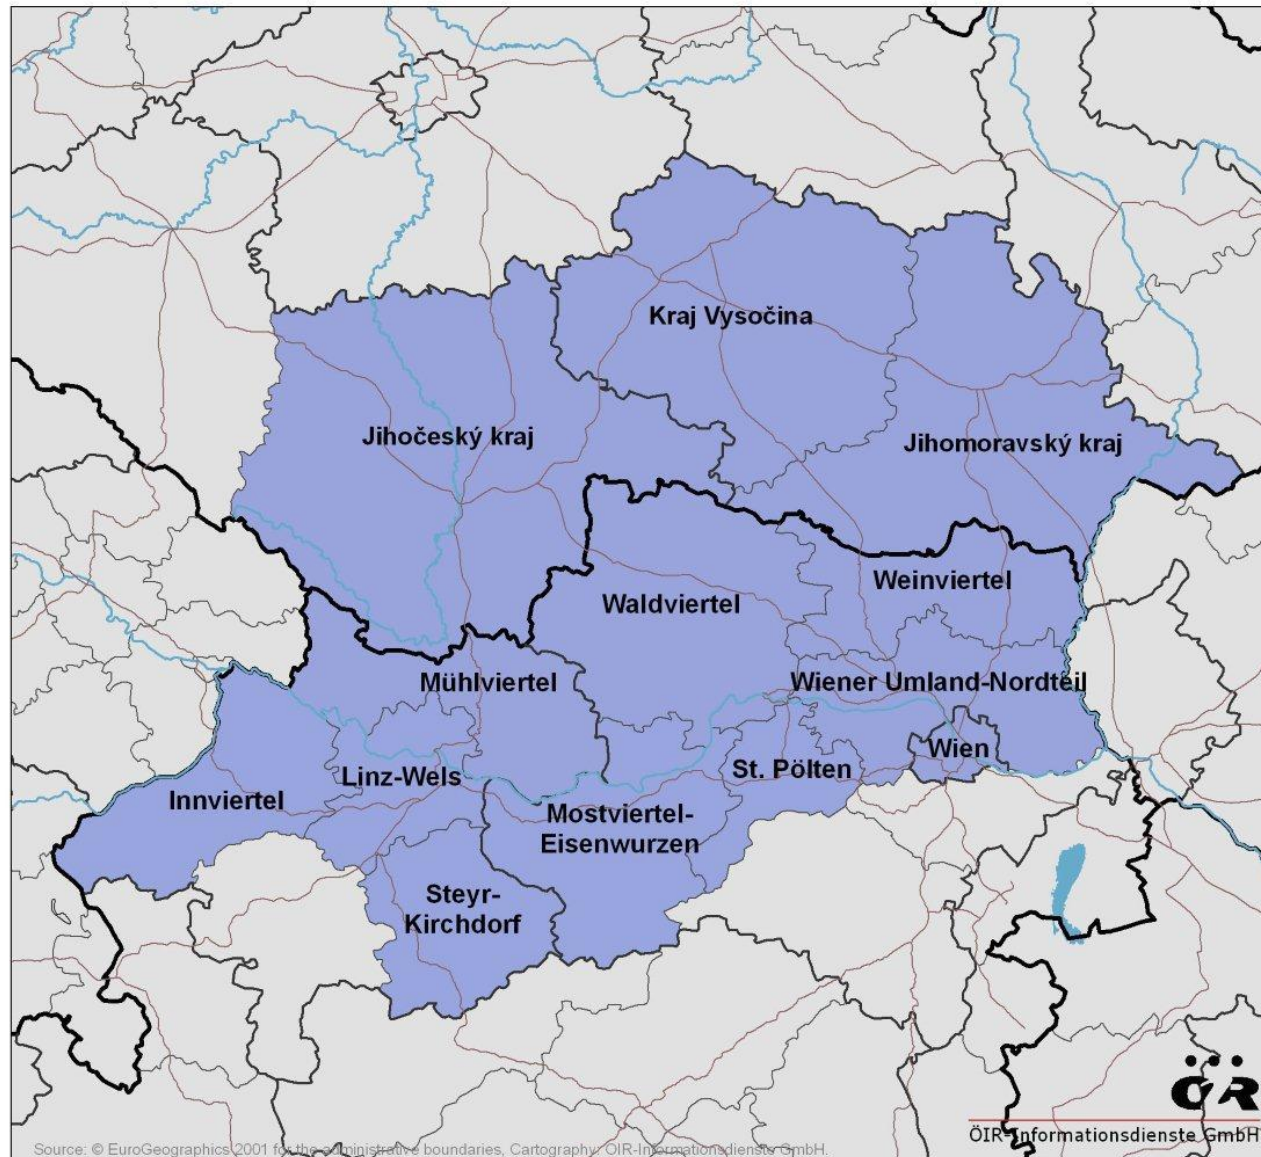 Kraj Vysočina
Jihočeský kraj
Jihomoravský kraj
Weinviertel
Waldviertel
Mühlviertel
Wiener Umland-Nordteil
Wien
St. Pölten
Linz-Wels
Innviertel
Mostviertel-
Eisenwurzen
Steyr-
Kirchdorf
ÖIR
ÖIR-Informationsdienste GmbH
Source: © EuroGeographics 2001 for the administrative boundaries, Cartography: ÖIR-Informationsdienste GmbH.